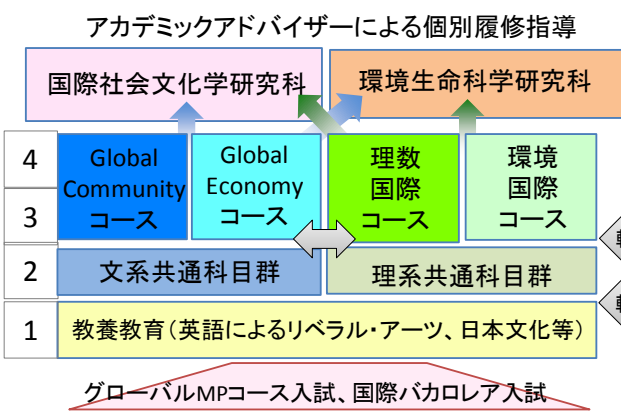 アカデミックアドバイザーによる個別履修指導
国際社会文化学研究科
環境生命科学研究科
4
3
2
1
Global
Community
コース
Global
Economy
コース
理数
国際
コース
環境
国際
コース
文系共通科目群
理系共通科目群
教養教育(英語によるリベラル・アーツ、日本文化等)
グローバルMPコース入試、国際バカロレア入試